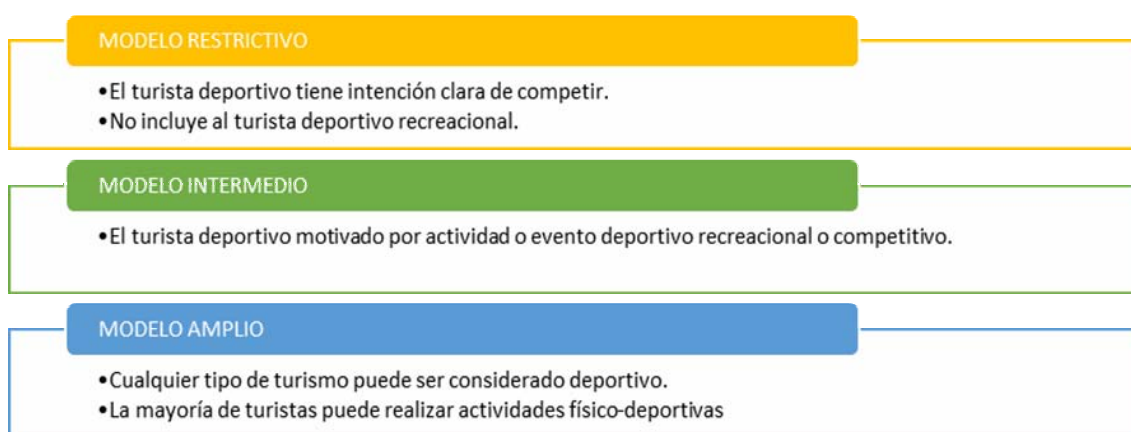 MODELO RESTRICTIVO
•El turista deportivo tiene intención clara de competir.
•No incluye al turista deportivo recreacional.
MODELO INTERMEDIO
•El turista deportivo motivado por actividad o evento deportivo recreacional o competitivo.
MODELO AMPLIO
•Cualquier tipo de turismo puede ser considerado deportivo.
•La mayoría de turistas puede realizar actividades físico-deportivas